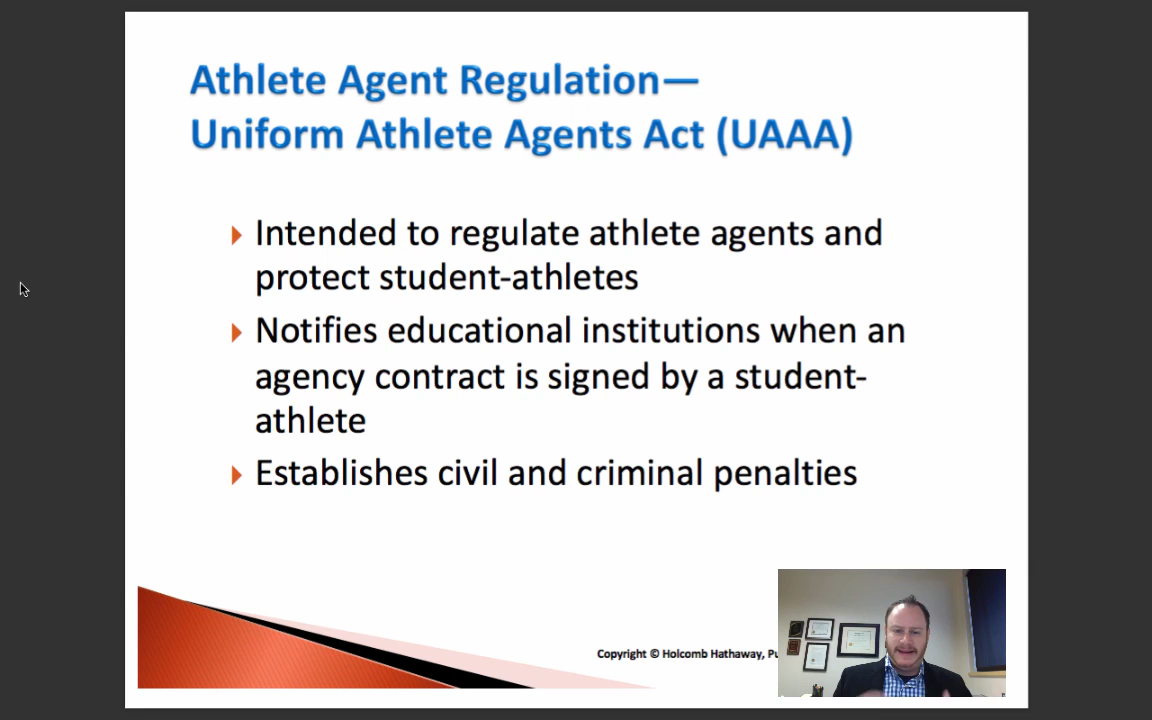 Athlete Agent Regulation—
Uniform Athlete Agents Act (UAAA)
Intended to regulate athlete agents and
protect student-athletes
Notifies educational institutions when an
agency contract is signed by a student-
athlete
Establishes civil and criminal penalties
Copyright © Holcomb Hathaway,